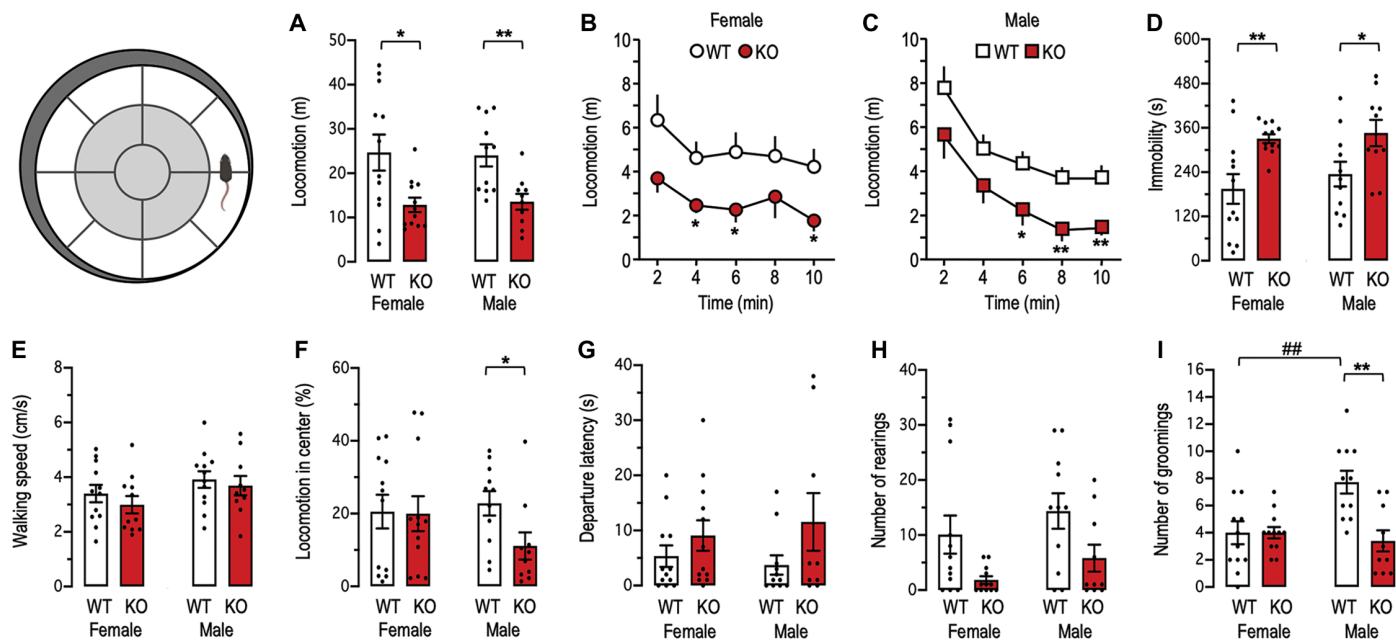 A
Locomotion (m)
50
40
30
20
10
0
*
**
WT KO WT KO
Female Male
B
Female
WT KO
Locomotion (m)
10
8
6
4
2
0
* * *
2 4 6 8 10
Time (min)
C
Male
WT KO
Locomotion (m)
10
8
6
4
2
0
* ** **
2 4 6 8 10
Time (min)
D
Immobility (s)
600
480
360
240
120
0
**
*
WT KO WT KO
Female Male
E
Walking speed (cm/s)
8
6
4
2
0
WT KO WT KO
Female Male
F
Locomotion in center (%)
60
40
20
0
*
WT KO WT KO
Female Male
G
Departure latency (s)
40
30
20
10
0
WT KO WT KO
Female Male
H
Number of rearings
40
30
20
10
0
WT KO WT KO
Female Male
I
Number of groomings
16
14
12
10
8
6
4
2
0
##
**
WT KO WT KO
Female Male